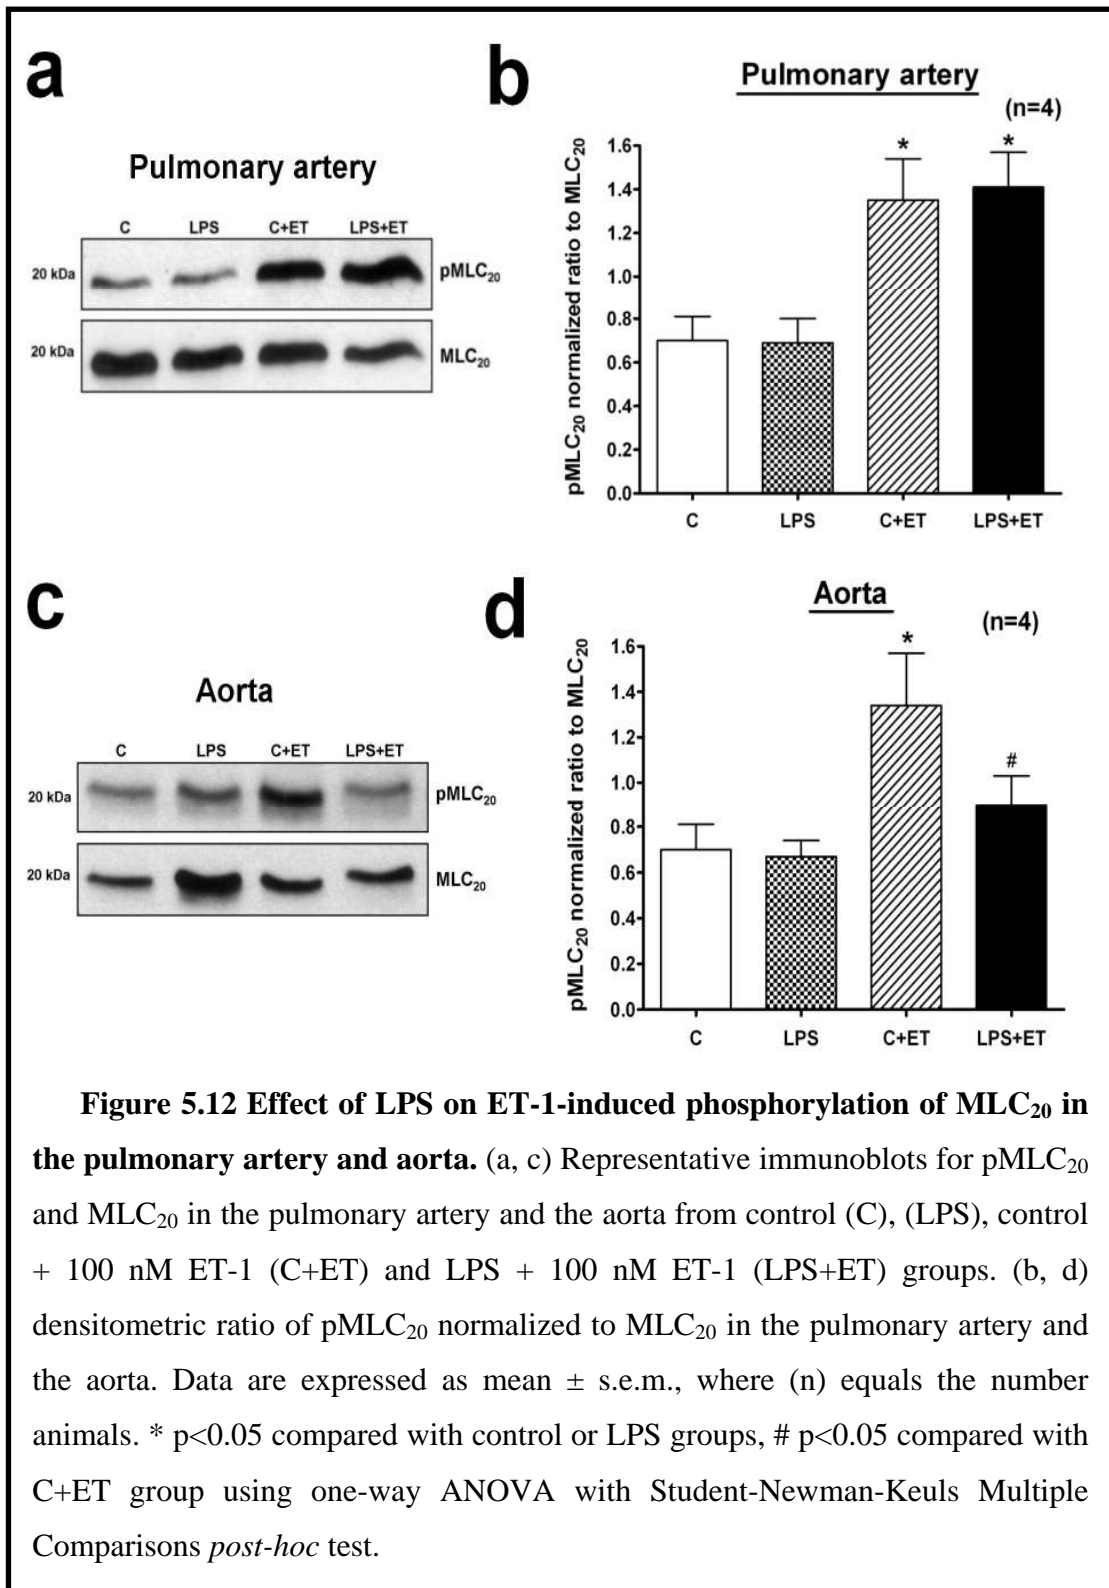 a
Pulmonary artery
C LPS C+ET LPS+ET
20 kDa pMLC20
20 kDa MLC20
b
Pulmonary artery
(n=4)
pMLC20 normalized ratio to MLC20
1.6
1.4
1.2
1.0
0.8
0.6
0.4
0.2
0.0
* *
C LPS C+ET LPS+ET
c
Aorta
C LPS C+ET LPS+ET
20 kDa pMLC20
20 kDa MLC20
d
Aorta
(n=4)
pMLC20 normalized ratio to MLC20
1.6
1.4
1.2
1.0
0.8
0.6
0.4
0.2
0.0
* #
C LPS C+ET LPS+ET
Figure 5.12 Effect of LPS on ET-1-induced phosphorylation of MLC20 in
the pulmonary artery and aorta. (a, c) Representative immunoblots for pMLC20
and MLC20 in the pulmonary artery and the aorta from control (C), (LPS), control
+ 100 nM ET-1 (C+ET) and LPS + 100 nM ET-1 (LPS+ET) groups. (b, d)
densitometric ratio of pMLC20 normalized to MLC20 in the pulmonary artery and
the aorta. Data are expressed as mean ± s.e.m., where (n) equals the number
animals. * p<0.05 compared with control or LPS groups, # p<0.05 compared with
C+ET group using one-way ANOVA with Student-Newman-Keuls Multiple
Comparisons post-hoc test.